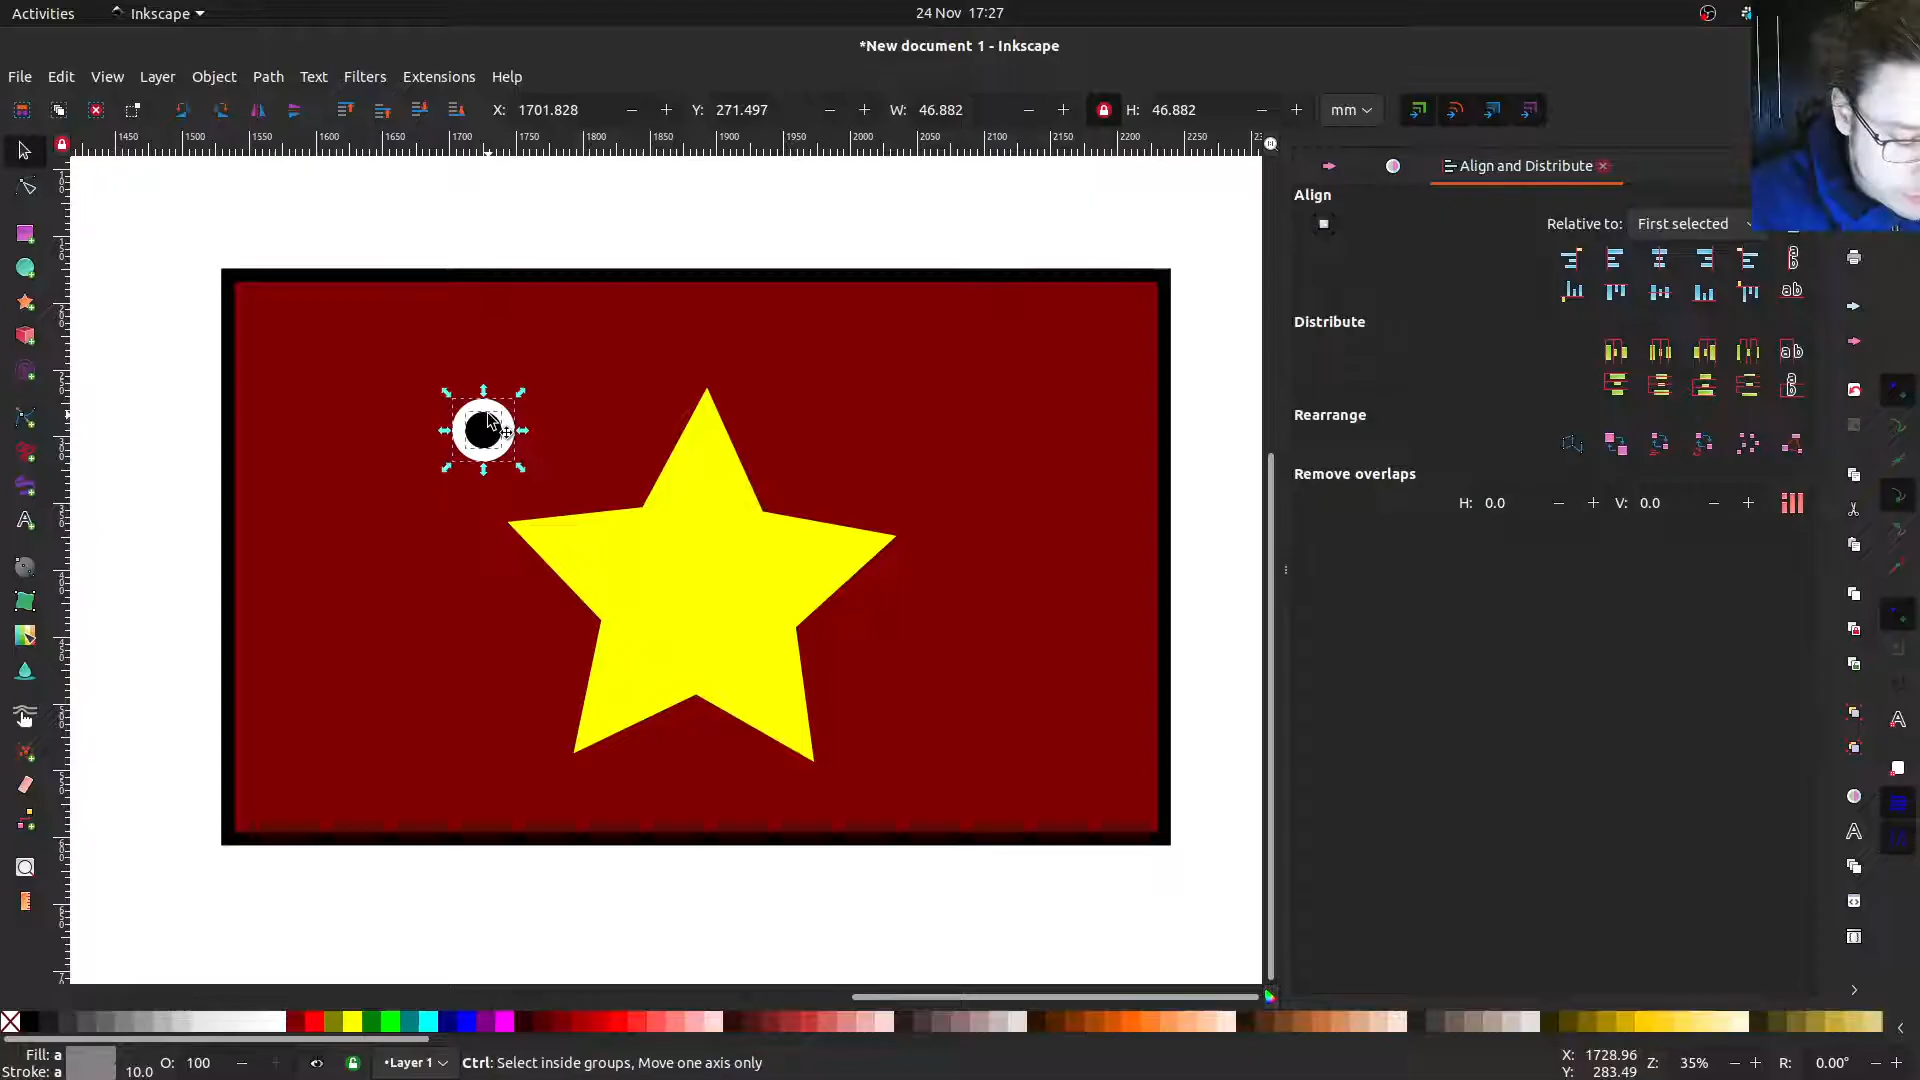 Activities Inkscape 24 Nov 17:27
*New document 1 - Inkscape
File Edit View Layer Object Path Text Filters Extensions Help
X: 1701.828 − + Y: 271.497 − + W: 46.882 − + H: 46.882 − + mm
1450 1500 1550 1600 1650 1700 1750 1800 1850 1900 1950 2000 2050 2100 2150 2200 2250
Align and Distribute
Align
Relative to: First selected
Distribute
Rearrange
Remove overlaps
H: 0.0 − + V: 0.0 − +
Fill: a O: 100 − + •Layer 1 Ctrl: Select inside groups, Move one axis only X: 1728.96 Z: 35% − + R: 0.00° − +
Stroke: a 10.0 Y: 283.49